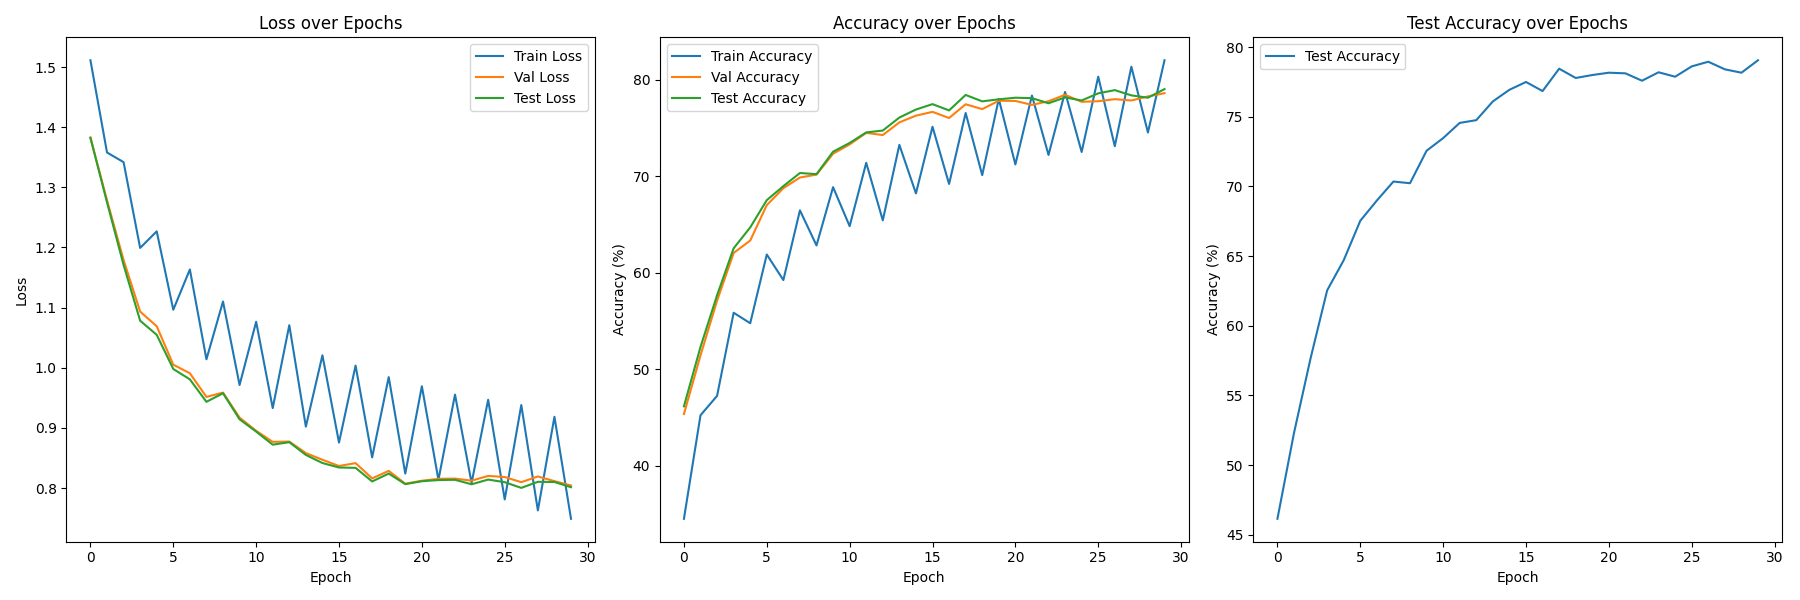 Loss over Epochs
Train Loss
Val Loss
Test Loss
1.5
1.4
1.3
1.2
1.1
1.0
0.9
0.8
Loss
0 5 10 15 20 25 30
Epoch
Accuracy over Epochs
Train Accuracy
Val Accuracy
Test Accuracy
80
70
60
50
40
Accuracy (%)
0 5 10 15 20 25 30
Epoch
Test Accuracy over Epochs
Test Accuracy
80
75
70
65
60
55
50
45
Accuracy (%)
0 5 10 15 20 25 30
Epoch